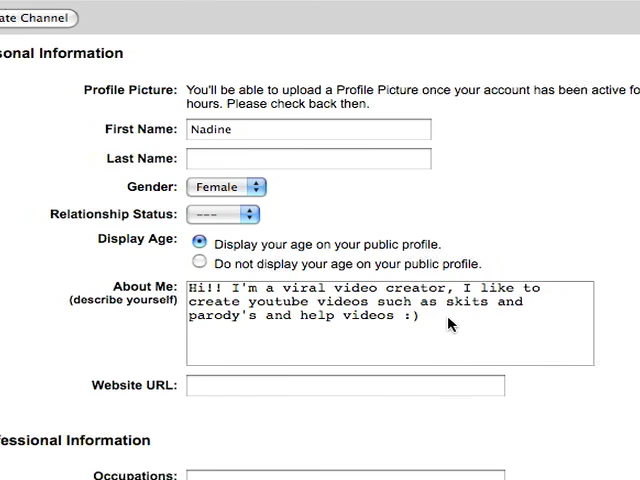 ate Channel
sonal Information
Profile Picture: You'll be able to upload a Profile Picture once your account has been active fo
hours. Please check back then.
First Name: Nadine
Last Name:
Gender: Female
Relationship Status: ---
Display Age: Display your age on your public profile.
Do not display your age on your public profile.
About Me: Hi!! I'm a viral video creator, I like to
(describe yourself) create youtube videos such as skits and
parody's and help videos :)
Website URL:
fessional Information
Occupations: